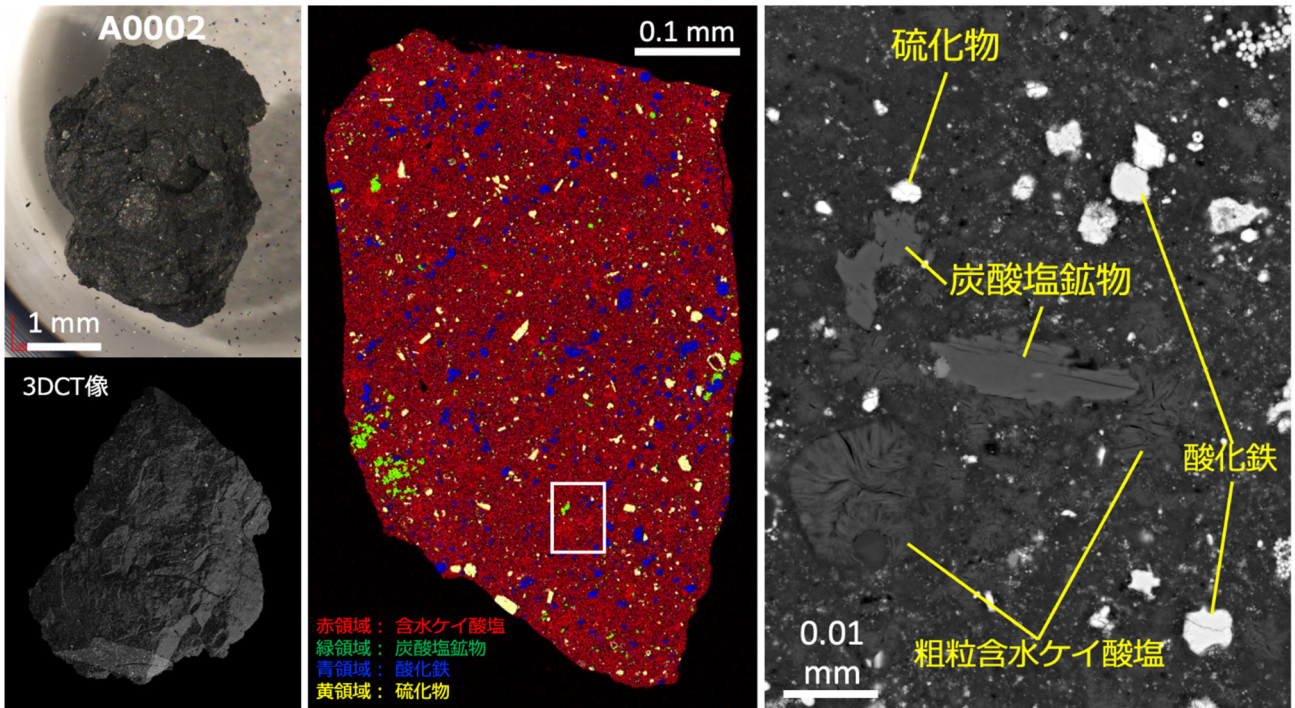 A0002
1 mm
3DCT像
0.1 mm
赤領域： 含水ケイ酸塩
緑領域： 炭酸塩鉱物
青領域： 酸化鉄
黄領域： 硫化物
硫化物
炭酸塩鉱物
酸化鉄
粗粒含水ケイ酸塩
0.01
mm